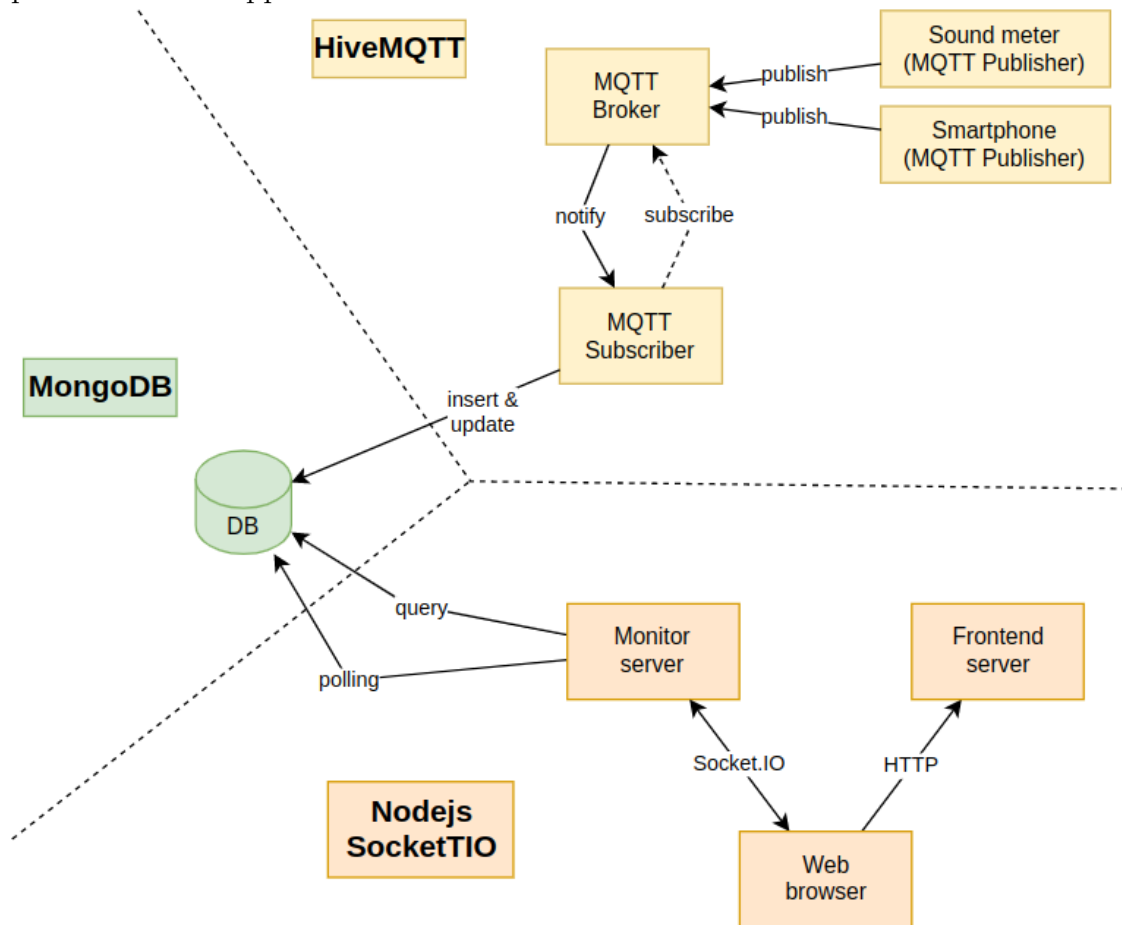 HiveMQTT
MQTT
Broker
publish
publish
Sound meter
(MQTT Publisher)
Smartphone
(MQTT Publisher)
notify
subscribe
MQTT
Subscriber
MongoDB
insert &
update
DB
query
polling
Monitor
server
Frontend
server
Socket.IO
HTTP
Nodejs
SocketTIO
Web
browser